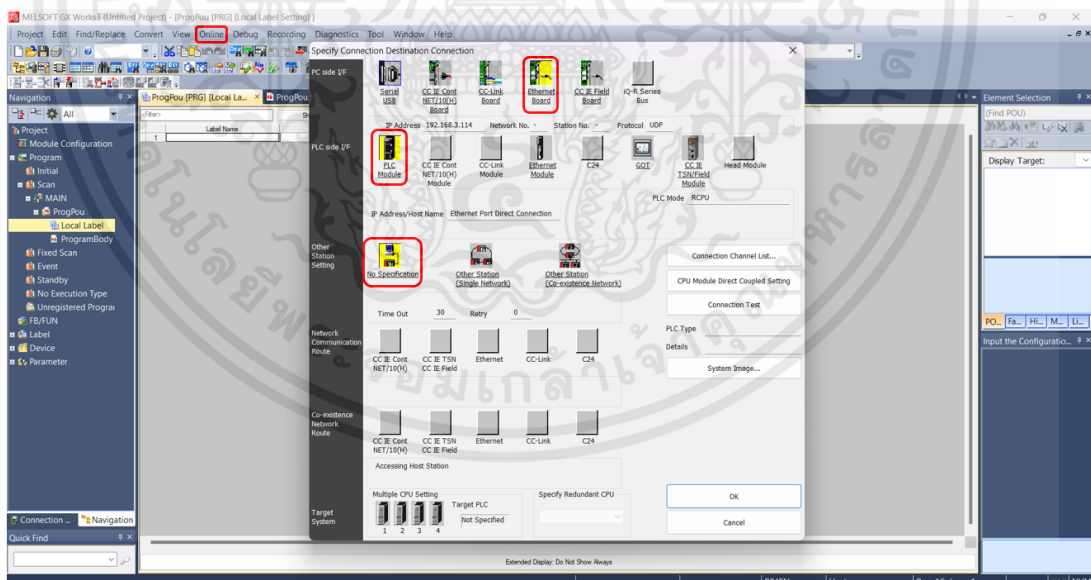 MELSOFT GX Works3 (Untitled Project) - [ProgPou [PRG] [Local Label Setting] ]
Project Edit Find/Replace Convert View Online Debug Recording Diagnostics Tool Window Help
Navigation
All
Project
Module Configuration
Program
Initial
Scan
MAIN
ProgPou
Local Label
ProgramBody
Fixed Scan
Event
Standby
No Execution Type
Unregistered Program
FB/FUN
Label
Device
Parameter
Connection ...
Navigation
Quick Find
ProgPou [PRG] [Local La...
ProgPou
<Filter>
Label Name
1
Specify Connection Destination Connection
PC side I/F
Serial USB
CC IE Cont NET/10(H) Board
CC-Link Board
Ethernet Board
CC IE Field Board
iQ-R Series Bus
IP Address 192.168.3.114 Network No. - Station No. - Protocol UDP
PLC side I/F
PLC Module
CC IE Cont NET/10(H) Module
CC-Link Module
Ethernet Module
C24
GOT
CC IE TSN/Field Module
Head Module
PLC Mode RCPU
IP Address/Host Name Ethernet Port Direct Connection
Other Station Setting
No Specification
Other Station (Single Network)
Other Station (Co-existence Network)
Time Out 30 Retry 0
Network Communication Route
CC IE Cont NET/10(H)
CC IE TSN CC IE Field
Ethernet
CC-Link
C24
Co-existence Network Route
CC IE Cont NET/10(H)
CC IE TSN CC IE Field
Ethernet
CC-Link
C24
Accessing Host Station
Target System
Multiple CPU Setting
1 2 3 4
Target PLC
Not Specified
Specify Redundant CPU
Connection Channel List...
CPU Module Direct Coupled Setting
Connection Test
PLC Type
Details
System Image...
OK
Cancel
Extended Display: Do Not Show Always
Element Selection
(Find POU)
Display Target:
PO... Fa... Hi... M... Li...
Input the Configuratio...